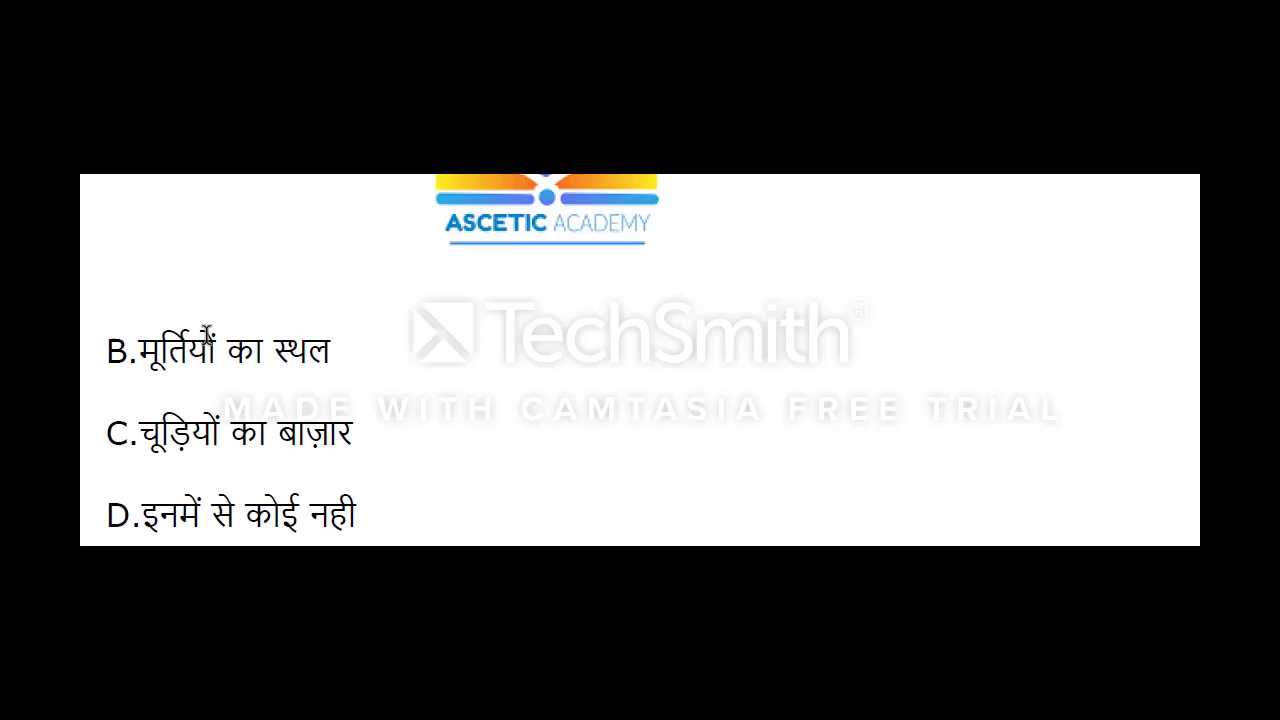 ASCETIC ACADEMY
TechSmith
B.मूर्तियों का स्थल
MADE WITH CAMTASIA FREE TRIAL
C.चूड़ियों का बाज़ार
D.इनमें से कोई नही